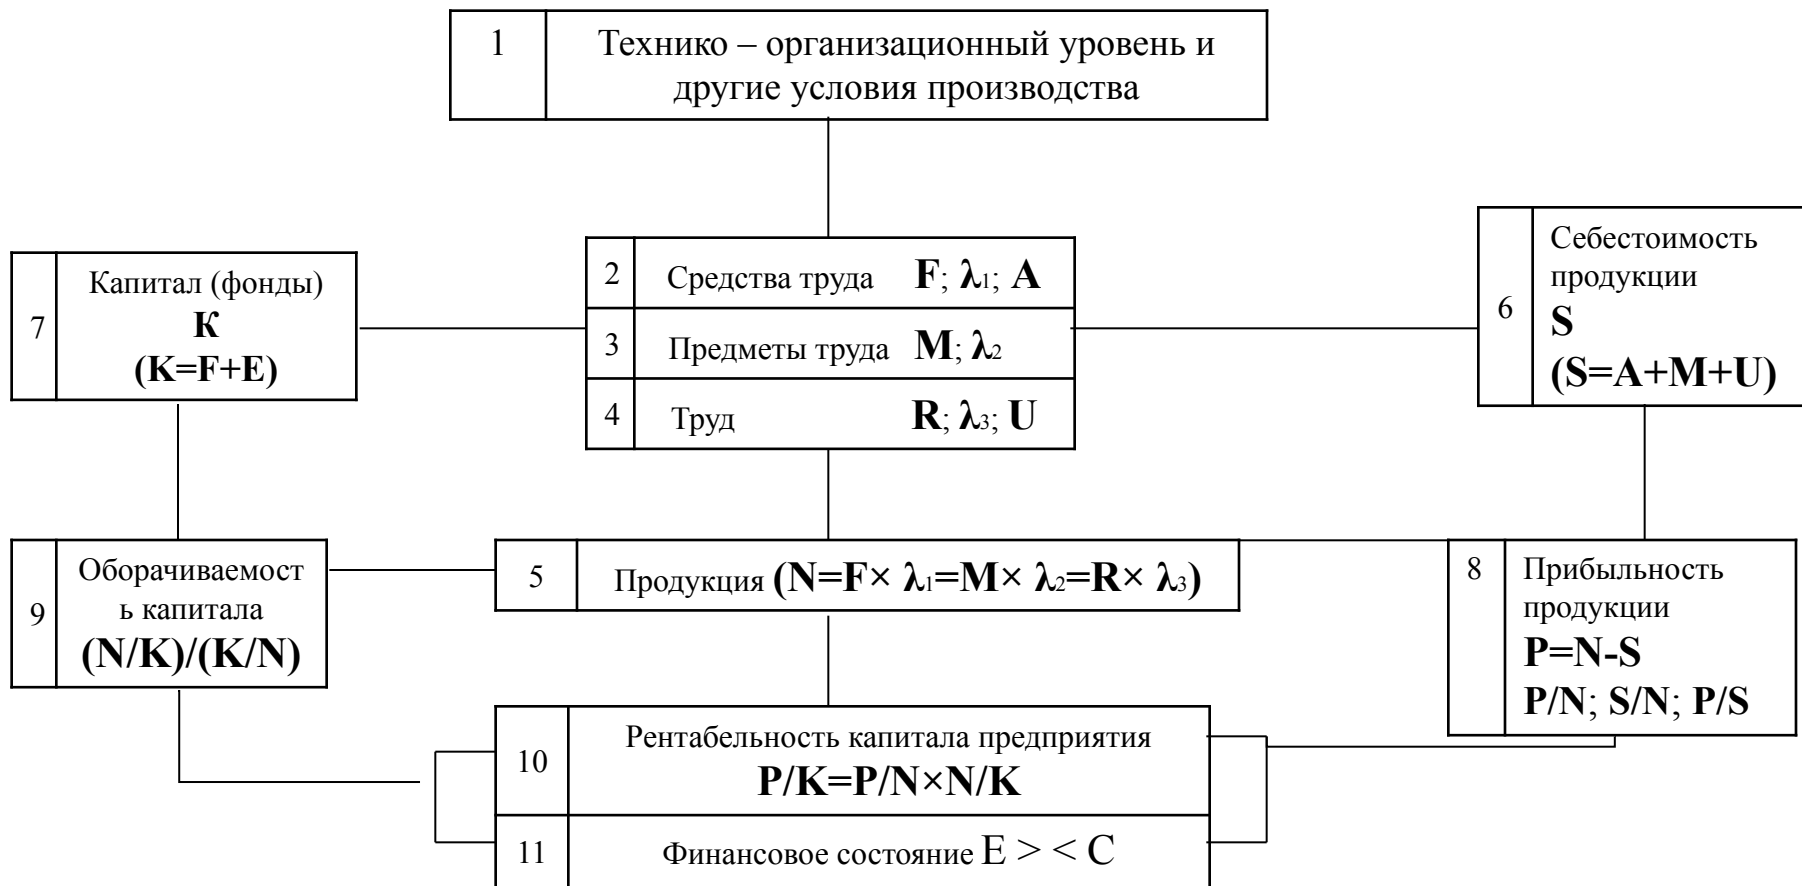 1
Технико – организационный уровень и
другие условия производства
2
Средства труда F; λ₁; A
3
Предметы труда M; λ₂
4
Труд R; λ₃; U
7
Капитал (фонды)
К
(K=F+E)
6
Себестоимость
продукции
S
(S=A+M+U)
9
Оборачиваемост
ь капитала
(N/K)/(K/N)
5
Продукция (N=F× λ₁=M× λ₂=R× λ₃)
8
Прибыльность
продукции
P=N-S
P/N; S/N; P/S
10
Рентабельность капитала предприятия
P/K=P/N×N/K
11
Финансовое состояние E > < C